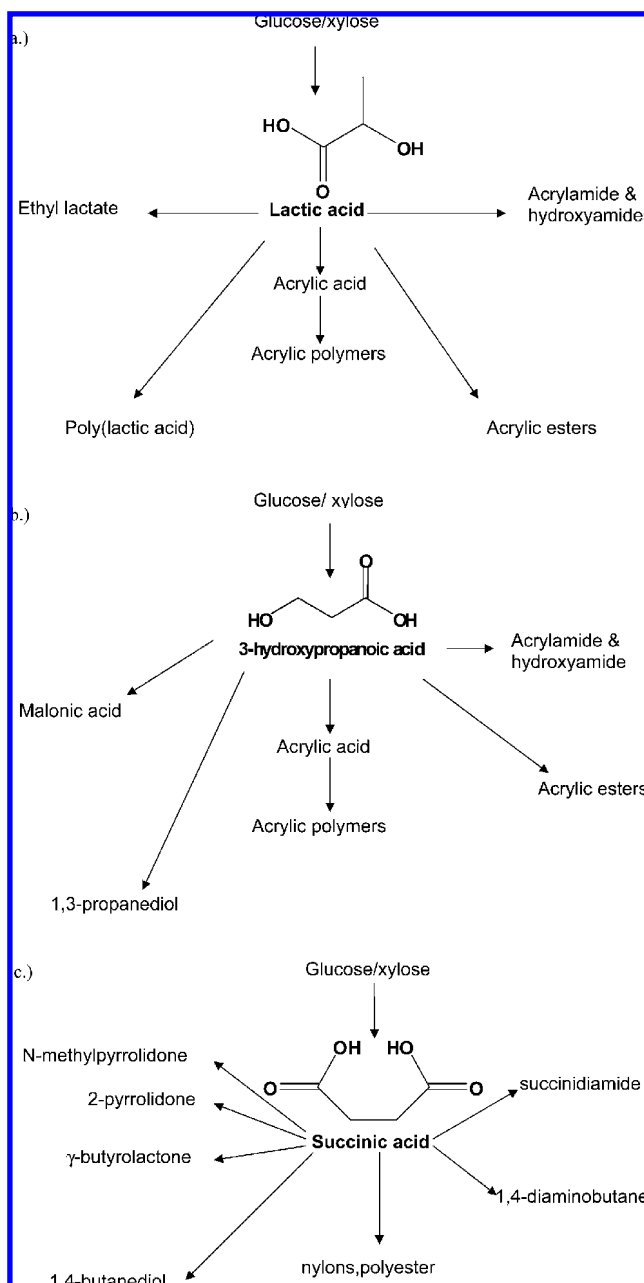 a.)
Glucose/xylose
HO
OH
O
Lactic acid
Ethyl lactate
Acrylamide &
hydroxyamide
Acrylic acid
Acrylic polymers
Poly(lactic acid)
Acrylic esters
b.)
Glucose/ xylose
O
HO
OH
3-hydroxypropanoic acid
Acrylamide &
hydroxyamide
Malonic acid
Acrylic acid
Acrylic esters
Acrylic polymers
1,3-propanediol
c.)
Glucose/xylose
OH
HO
O
O
N-methylpyrrolidone
2-pyrrolidone
γ-butyrolactone
Succinic acid
succinidiamide
1,4-diaminobutane
nylons,polyester
1,4-butanediol